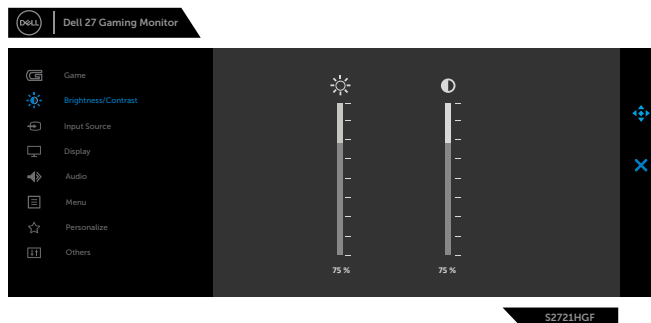 DELL
Dell 27 Gaming Monitor
Game
Brightness/Contrast
Input Source
Display
Audio
Menu
Personalize
Others
75 %
75 %
S2721HGF